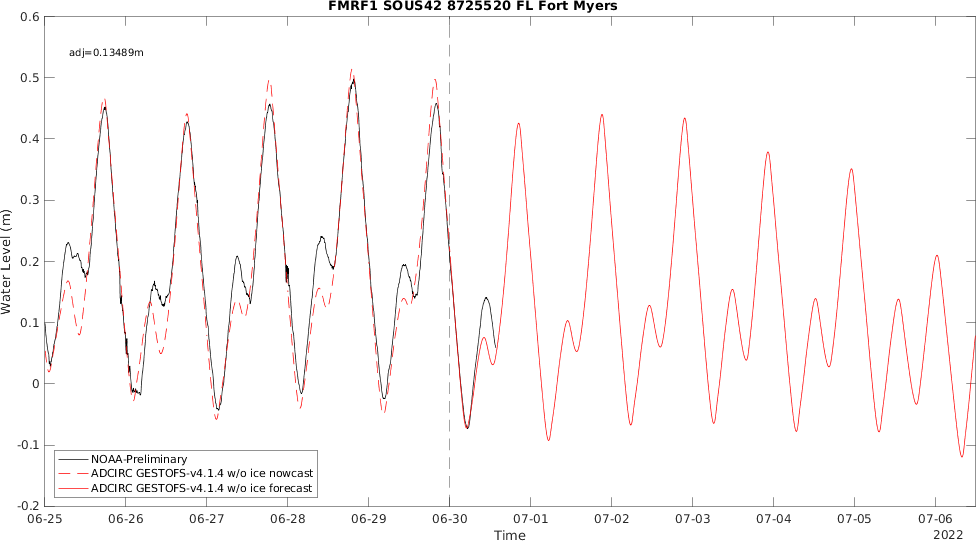 FMRF1 SOUS42 8725520 FL Fort Myers
adj=0.13489m
0.6
0.5
0.4
0.3
0.2
0.1
0
-0.1
-0.2
Water Level (m)
NOAA-Preliminary
ADCIRC GESTOFS-v4.1.4 w/o ice nowcast
ADCIRC GESTOFS-v4.1.4 w/o ice forecast
06-25 06-26 06-27 06-28 06-29 06-30 07-01 07-02 07-03 07-04 07-05 07-06
Time
2022